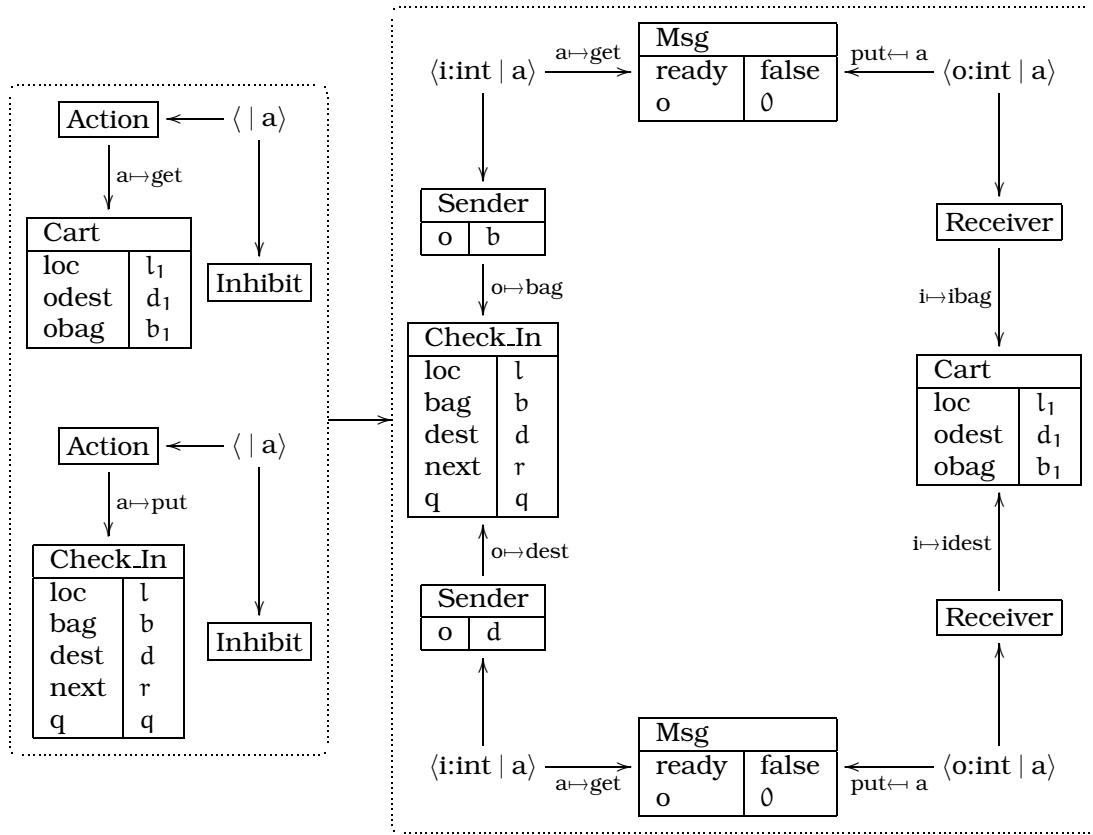 Action
⟨ | a⟩
a↦get
Cart
loc l₁
odest d₁
obag b₁
Inhibit
Action
⟨ | a⟩
a↦put
Check_In
loc l
bag b
dest d
next r
q q
Inhibit
⟨i:int | a⟩
a↦get
Msg
ready false
o 0
put↤ a
⟨o:int | a⟩
Sender
o b
o↦bag
Receiver
i↦ibag
Check_In
loc l
bag b
dest d
next r
q q
Cart
loc l₁
odest d₁
obag b₁
o↦dest
i↦idest
Sender
o d
Receiver
⟨i:int | a⟩
a↦get
Msg
ready false
o 0
put↤ a
⟨o:int | a⟩